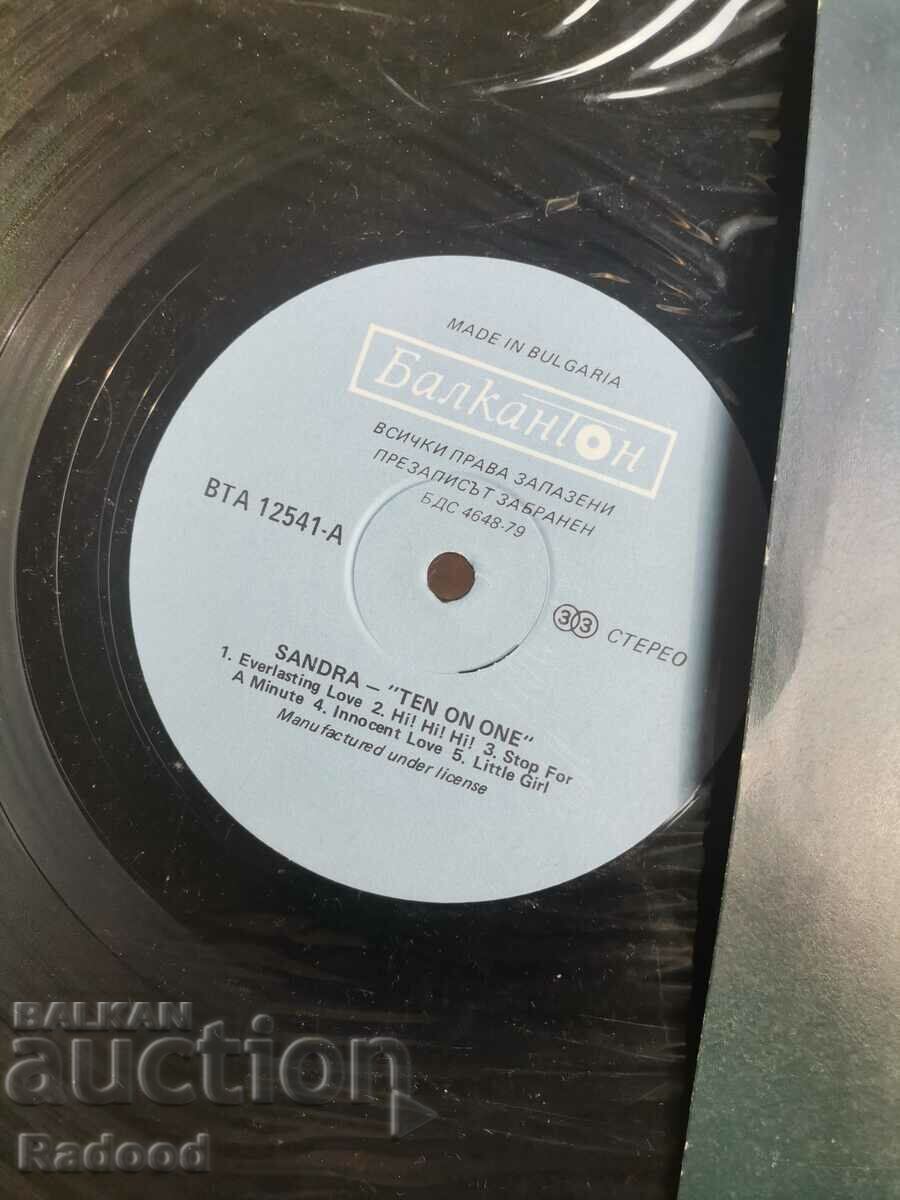 MADE IN BULGARIA
Балкантон
ВСИЧКИ ПРАВА ЗАПАЗЕНИ
ПРЕЗАПИСЪТ ЗАБРАНЕН
БДС 4648-79
ВТА 12541-А
33 СТЕРЕО
SANDRA — "TEN ON ONE"
1. Everlasting Love 2. Hi! Hi! Hi! 3. Stop For
A Minute 4. Innocent Love 5. Little Girl
Manufactured under license
BALKAN
auction
Radood